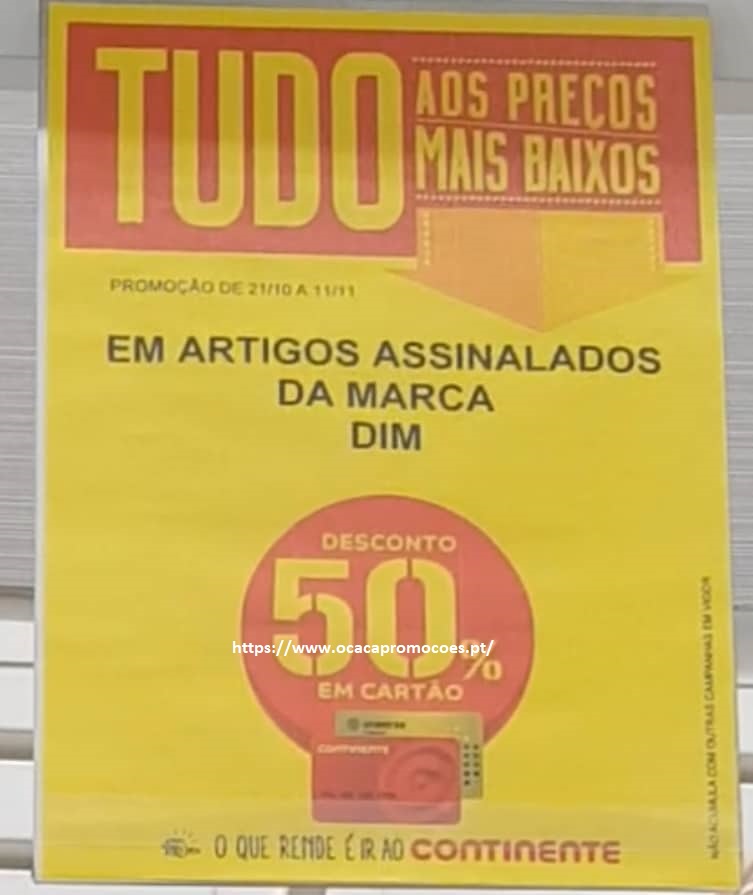 TUDO
AOS PREÇOS
MAIS BAIXOS
PROMOÇÃO DE 21/10 A 11/11
EM ARTIGOS ASSINALADOS
DA MARCA
DIM
DESCONTO
50%
https://www.ocacapromocoes.pt/
EM CARTÃO
universo
CONTINENTE
O QUE RENDE É IR AO CONTINENTE
NÃO ACUMULA COM OUTRAS CAMPANHAS EM VIGOR